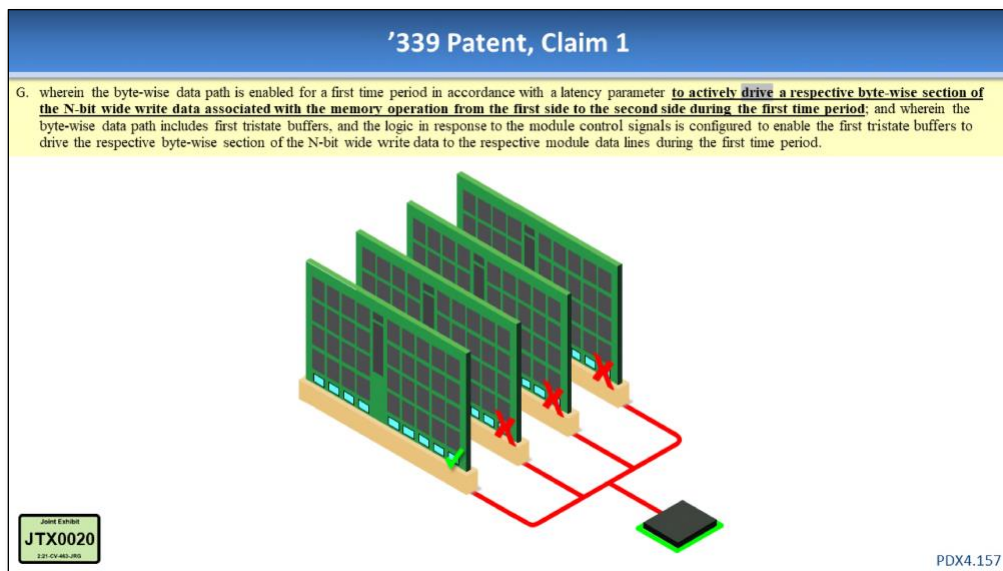 ’339 Patent, Claim 1
G. wherein the byte-wise data path is enabled for a first time period in accordance with a latency parameter to actively drive a respective byte-wise section of
the N-bit wide write data associated with the memory operation from the first side to the second side during the first time period; and wherein the
byte-wise data path includes first tristate buffers, and the logic in response to the module control signals is configured to enable the first tristate buffers to
drive the respective byte-wise section of the N-bit wide write data to the respective module data lines during the first time period.
Joint Exhibit
JTX0020
2:21-CV-463-JRG
PDX4.157